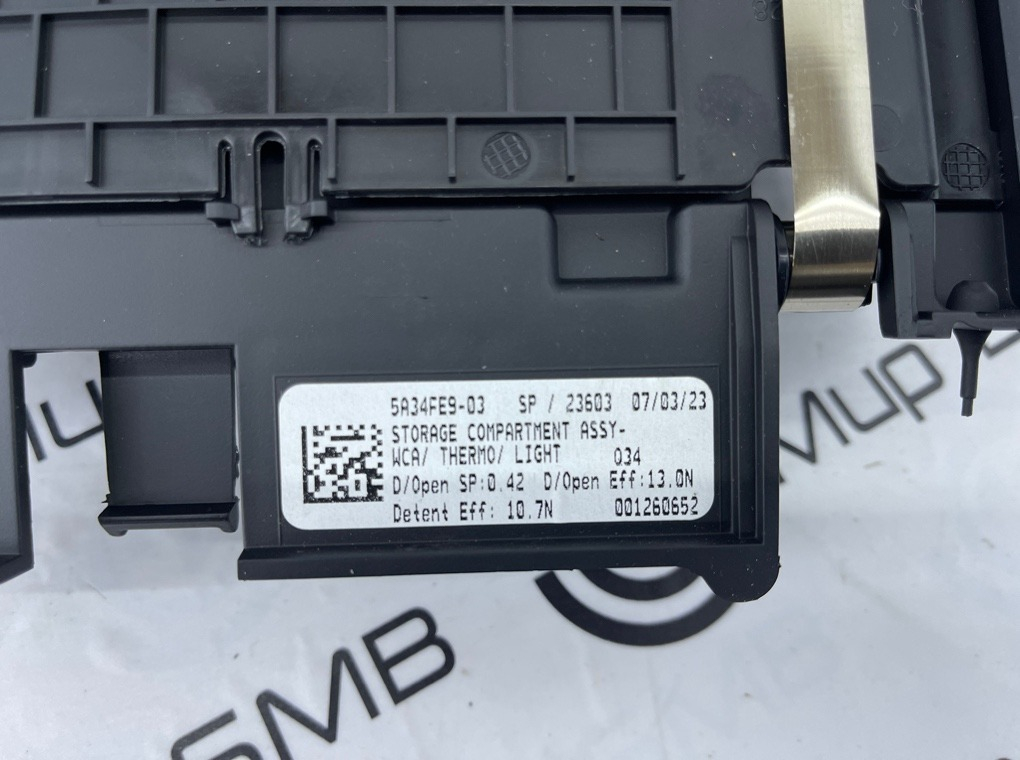 5A34FE9-03 SP / 23603 07/03/23
STORAGE COMPARTMENT ASSY-
WCA/ THERMO/ LIGHT 034
D/Open SP:0.42 D/Open Eff:13.0N
Detent Eff: 10.7N 001260652
SMB